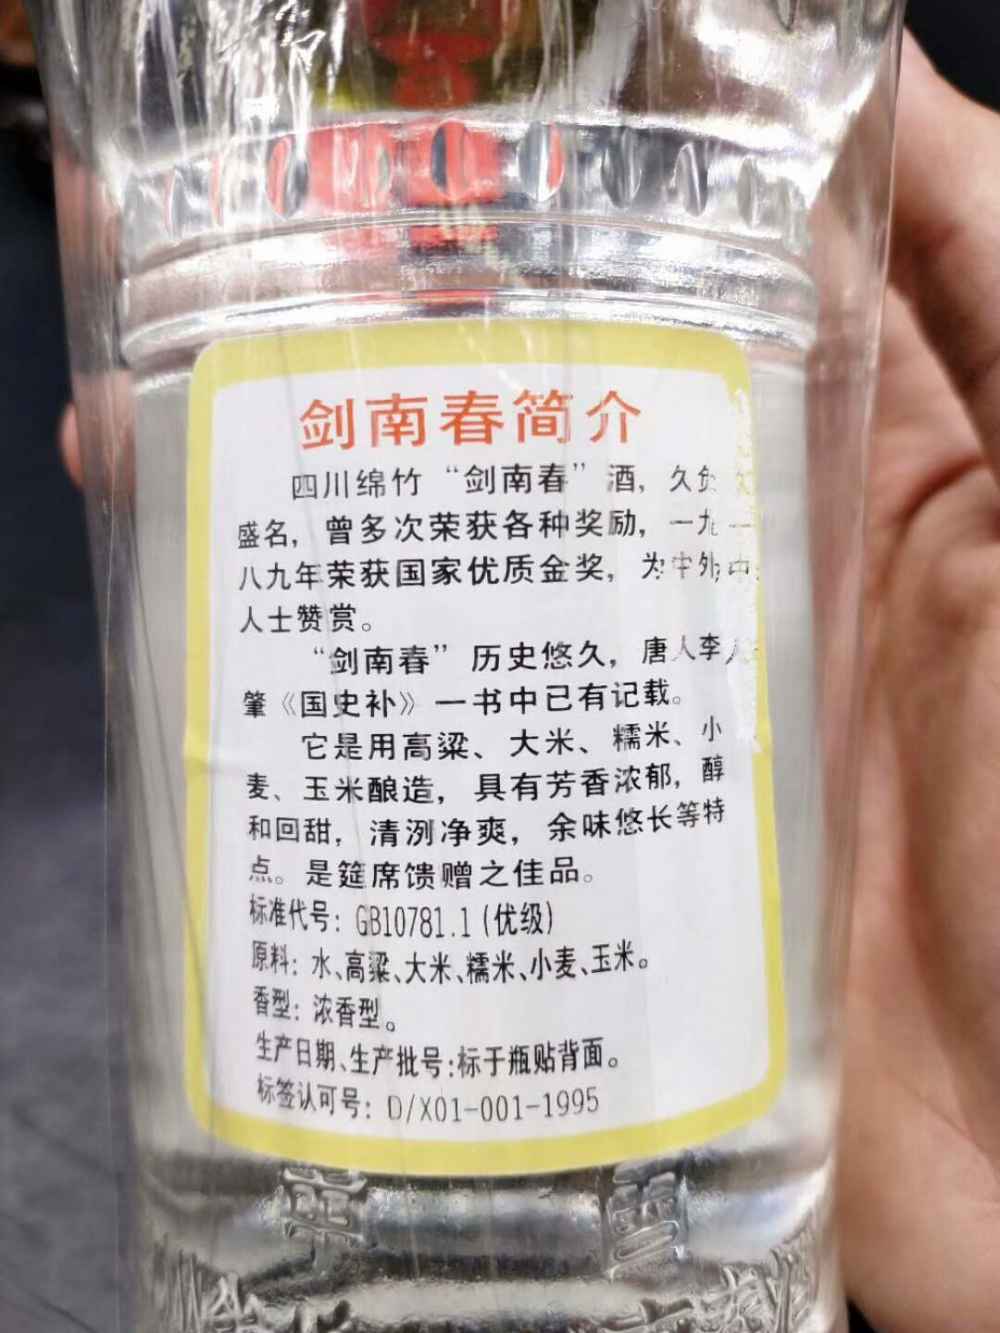 剑南春简介
四川绵竹“剑南春”酒，久负
盛名，曾多次荣获各种奖励，一九
八九年荣获国家优质金奖，为中外
人士赞赏。
“剑南春”历史悠久，唐人李
肇《国史补》一书中已有记载。
它是用高粱、大米、糯米、小
麦、玉米酿造，具有芳香浓郁，醇
和回甜，清洌净爽，余味悠长等特
点。是筵席馈赠之佳品。
标准代号：GB10781.1(优级)
原料：水、高粱、大米、糯米、小麦、玉米。
香型：浓香型。
生产日期、生产批号：标于瓶贴背面。
标签认可号：D/X01-001-1995